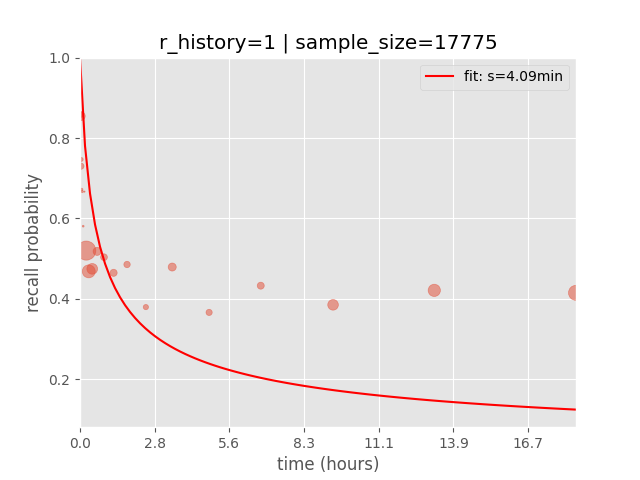 r_history=1 | sample_size=17775
fit: s=4.09min
1.0
0.8
0.6
0.4
0.2
recall probability
0.0 2.8 5.6 8.3 11.1 13.9 16.7
time (hours)